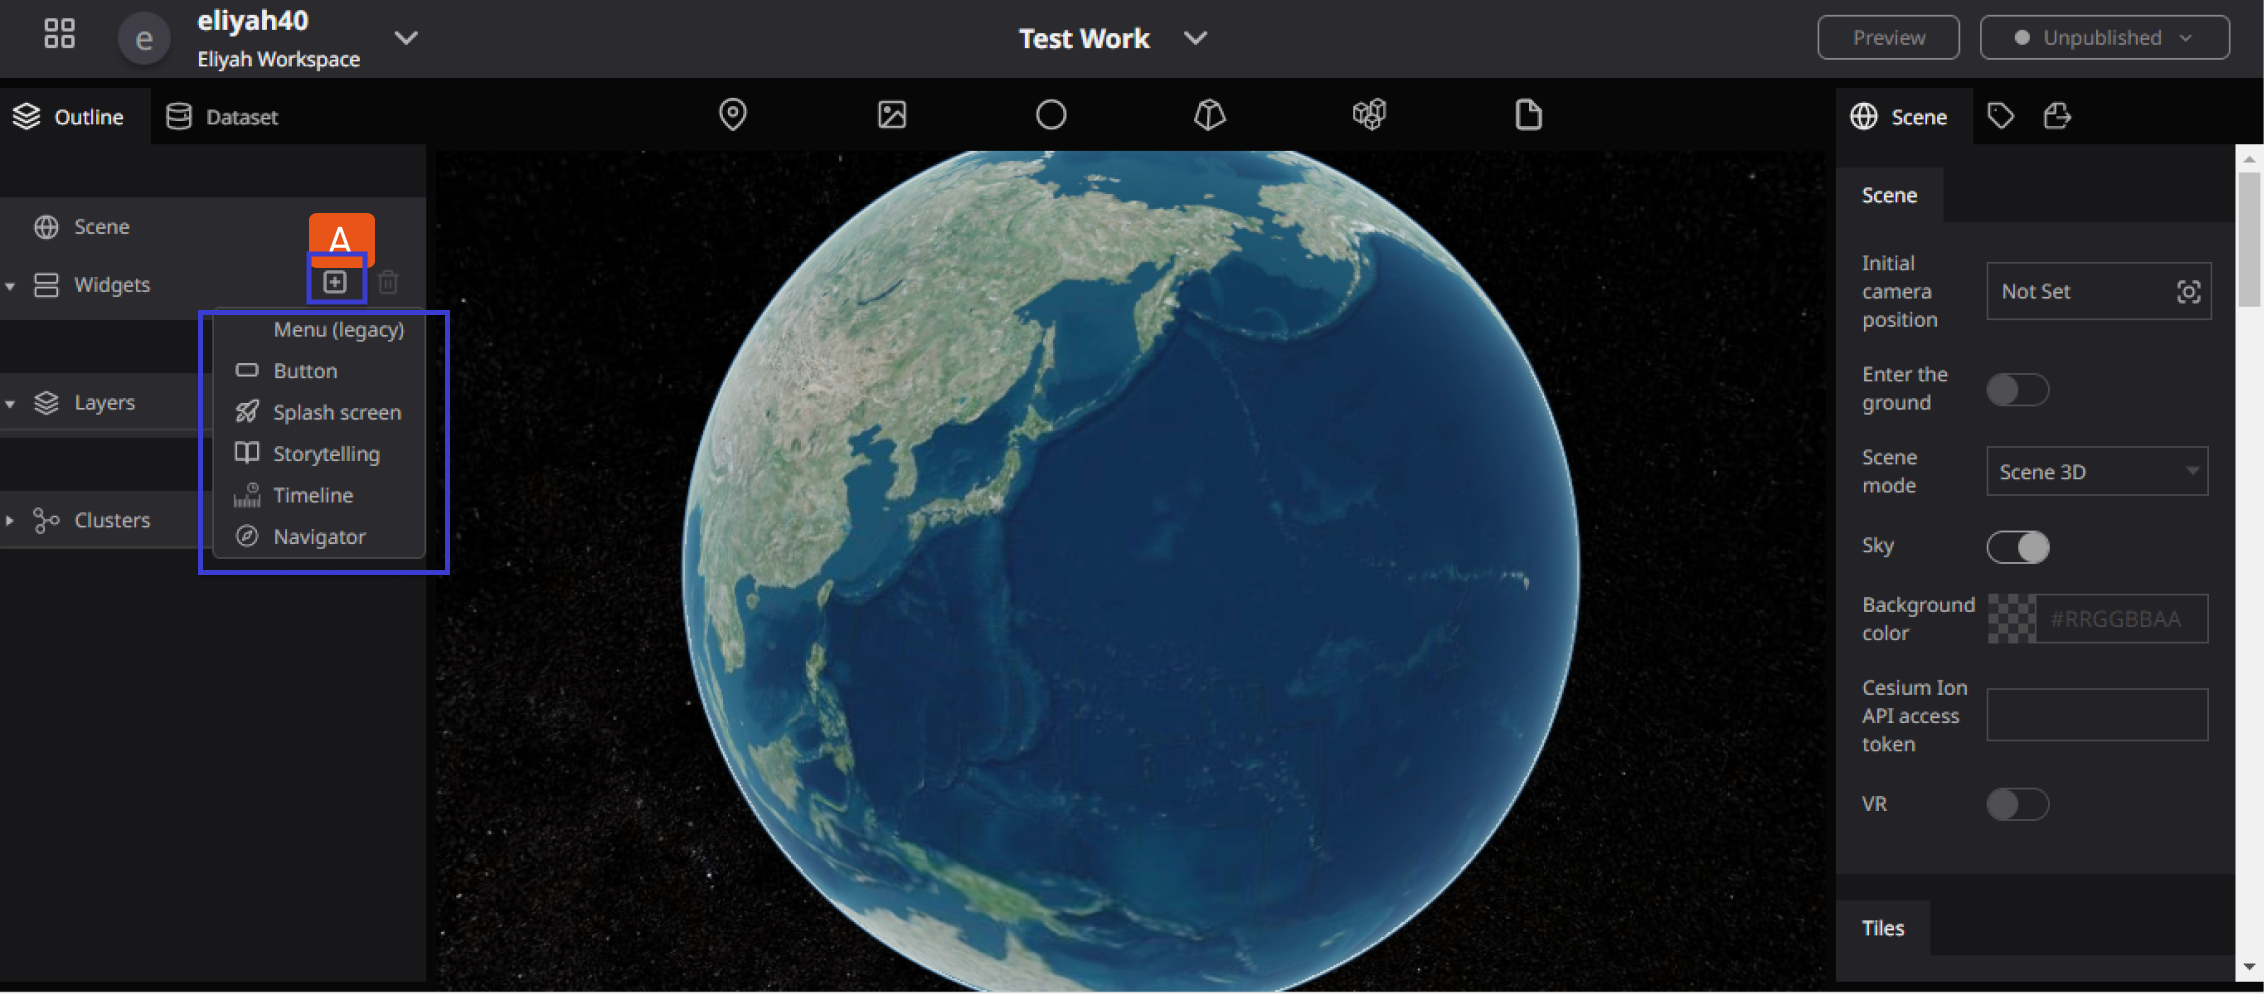 e
eliyah40
Eliyah Workspace
Test Work
Preview
Unpublished
Outline
Dataset
Scene
Scene
A
Widgets
Menu (legacy)
Button
Splash screen
Storytelling
Timeline
Navigator
Layers
Clusters
Scene
Initial
camera
position
Not Set
Enter the
ground
Scene
mode
Scene 3D
Sky
Background
color
#RRGGBBAA
Cesium Ion
API access
token
VR
Tiles